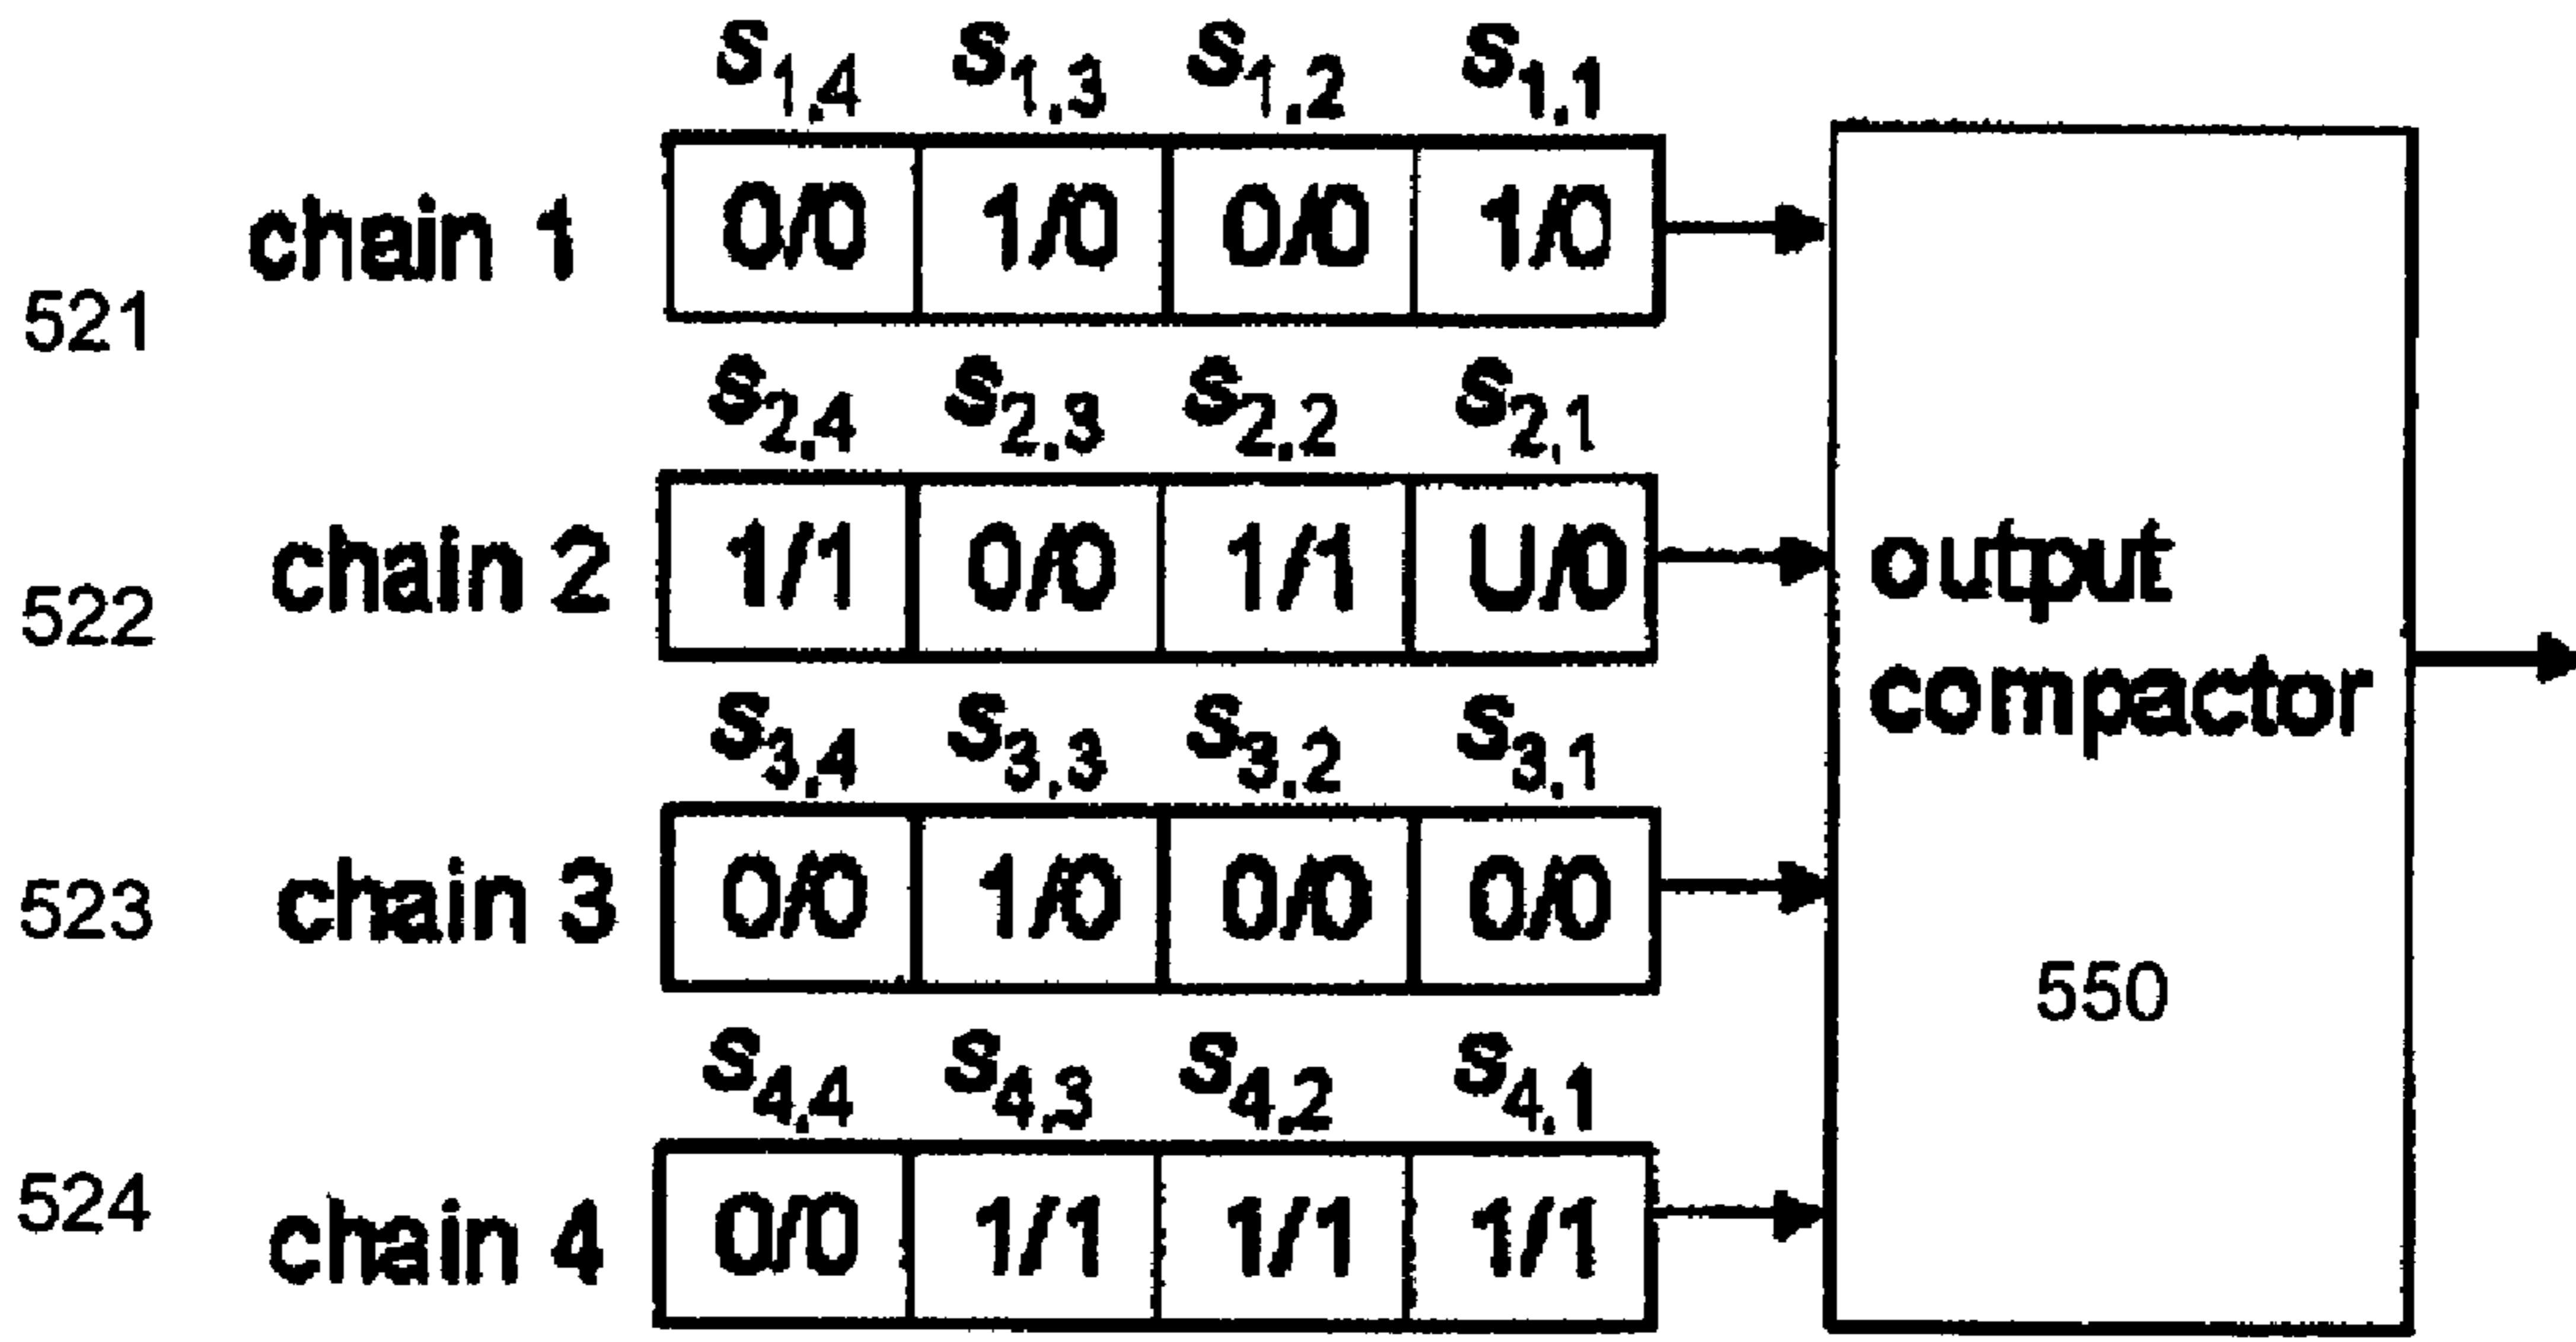 s1,4 s1,3 s1,2 s1,1
chain 1 0/0 1/0 0/0 1/0
521
s2,4 s2,3 s2,2 s2,1
chain 2 1/1 0/0 1/1 U/0
522
output
compactor
s3,4 s3,3 s3,2 s3,1
chain 3 0/0 1/0 0/0 0/0
523
550
s4,4 s4,3 s4,2 s4,1
524
chain 4 0/0 1/1 1/1 1/1